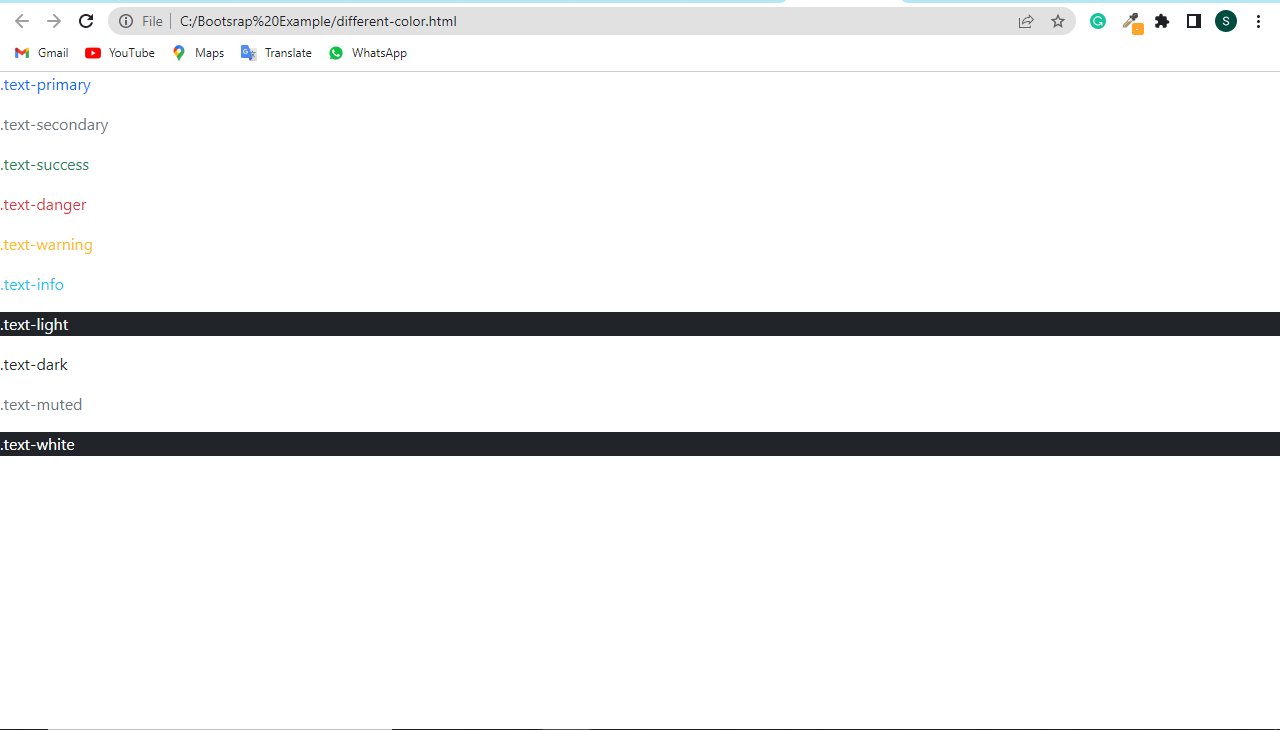 File C:/Bootsrap%20Example/different-color.html
S
Gmail YouTube Maps Translate WhatsApp
.text-primary
.text-secondary
.text-success
.text-danger
.text-warning
.text-info
.text-light
.text-dark
.text-muted
.text-white